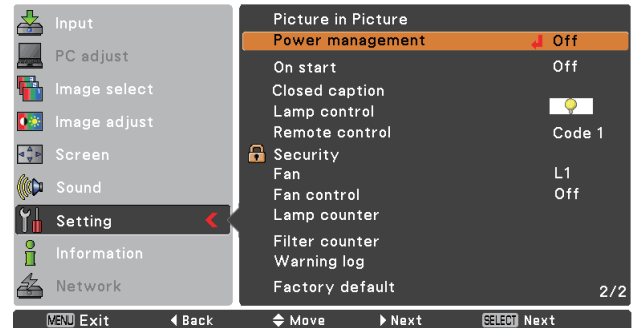 Input
PC adjust
Image select
Image adjust
Screen
Sound
Setting
Information
Network
Picture in Picture
Power management Off
On start Off
Closed caption
Lamp control
Remote control Code 1
Security
Fan L1
Fan control Off
Lamp counter
Filter counter
Warning log
Factory default
2/2
MENU Exit Back Move Next SELECT Next